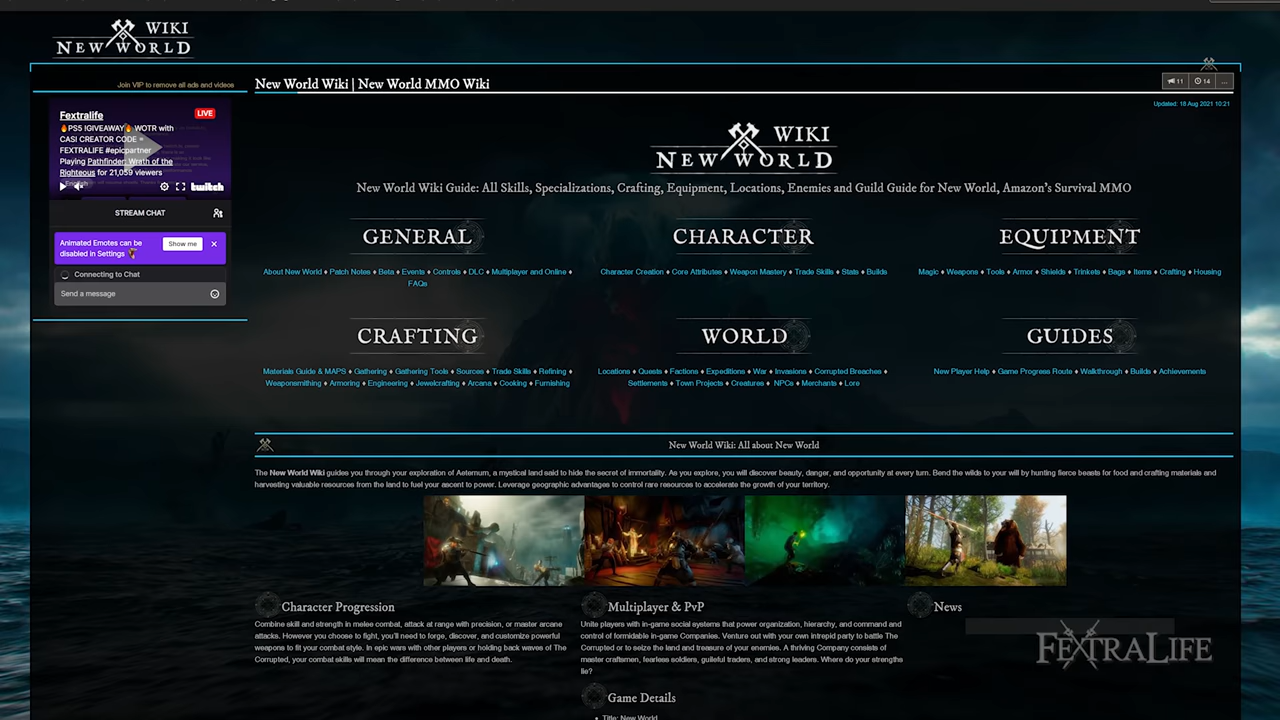 WIKI
NEW WORLD
Join VIP to remove all ads and videos
New World Wiki | New World MMO Wiki
11
14
...
Updated: 18 Aug 2021 10:21
Fextralife
LIVE
🔥PS5 !GIVEAWAY🔥 WOTR with
CASI CREATOR CODE =
FEXTRALIFE #epicpartner
Playing Pathfinder: Wrath of the
Righteous for 21,059 viewers
English
twitch
STREAM CHAT
Animated Emotes can be
disabled in Settings
Show me
Connecting to Chat
Send a message
WIKI
NEW WORLD
New World Wiki Guide: All Skills, Specializations, Crafting, Equipment, Locations, Enemies and Guild Guide for New World, Amazon's Survival MMO
GENERAL
About New World ♦ Patch Notes ♦ Beta ♦ Events ♦ Controls ♦ DLC ♦ Multiplayer and Online ♦
FAQs
CHARACTER
Character Creation ♦ Core Attributes ♦ Weapon Mastery ♦ Trade Skills ♦ Stats ♦ Builds
EQUIPMENT
Magic ♦ Weapons ♦ Tools ♦ Armor ♦ Shields ♦ Trinkets ♦ Bags ♦ Items ♦ Crafting ♦ Housing
CRAFTING
Materials Guide & MAPS ♦ Gathering ♦ Gathering Tools ♦ Sources ♦ Trade Skills ♦ Refining ♦
Weaponsmithing ♦ Armoring ♦ Engineering ♦ Jewelcrafting ♦ Arcana ♦ Cooking ♦ Furnishing
WORLD
Locations ♦ Quests ♦ Factions ♦ Expeditions ♦ War ♦ Invasions ♦ Corrupted Breaches ♦
Settlements ♦ Town Projects ♦ Creatures ♦ NPCs ♦ Merchants ♦ Lore
GUIDES
New Player Help ♦ Game Progress Route ♦ Walkthrough ♦ Builds ♦ Achievements
New World Wiki: All about New World
The New World Wiki guides you through your exploration of Aeternum, a mystical land said to hide the secret of immortality. As you explore, you will discover beauty, danger, and opportunity at every turn. Bend the wilds to your will by hunting fierce beasts for food and crafting materials and
harvesting valuable resources from the land to fuel your ascent to power. Leverage geographic advantages to control rare resources to accelerate the growth of your territory.
Character Progression
Combine skill and strength in melee combat, attack at range with precision, or master arcane
attacks. However you choose to fight, you'll need to forge, discover, and customize powerful
weapons to fit your combat style. In epic wars with other players or holding back waves of The
Corrupted, your combat skills will mean the difference between life and death.
Multiplayer & PvP
Unite players with in-game social systems that power organization, hierarchy, and command and
control of formidable in-game Companies. Venture out with your own intrepid party to battle The
Corrupted or to seize the land and treasure of your enemies. A thriving Company consists of
master craftsmen, fearless soldiers, guileful traders, and strong leaders. Where do your strengths
lie?
Game Details
• Title: New World
News
FEXTRALIFE